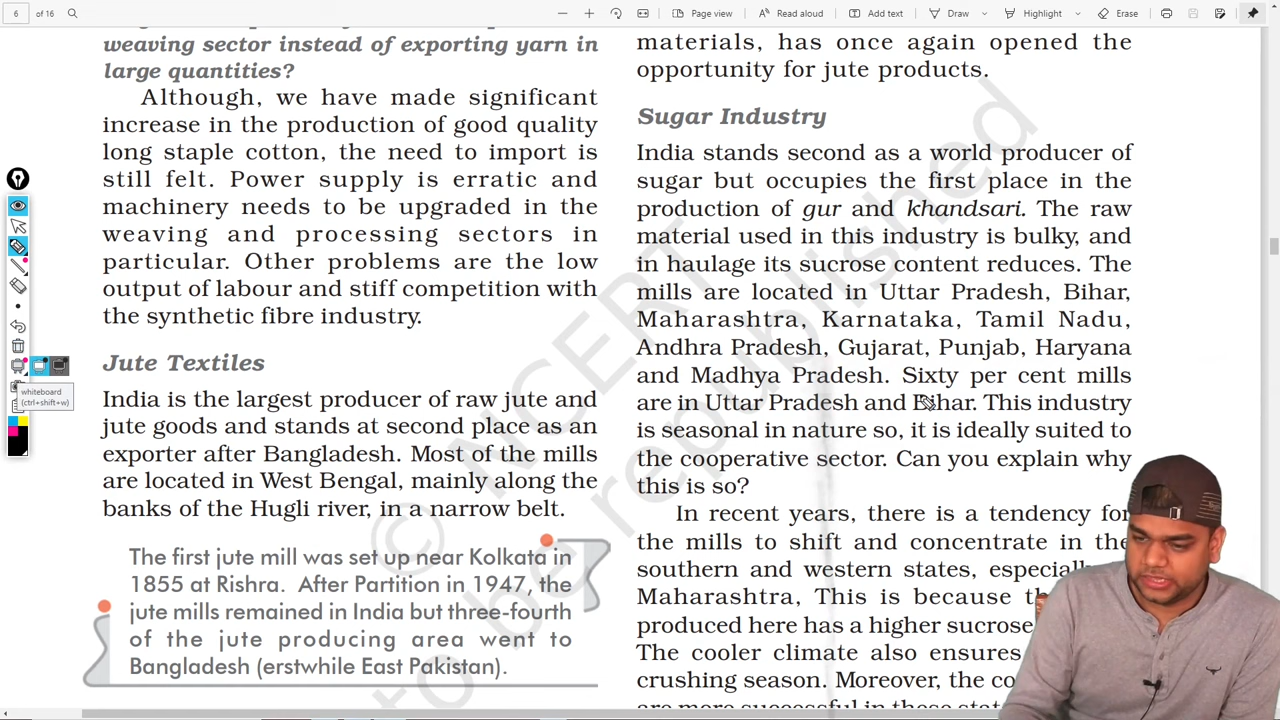 6 of 16
Page view
Read aloud
Add text
Draw
Highlight
Erase
weaving sector instead of exporting yarn in
large quantities?
Although, we have made significant
increase in the production of good quality
long staple cotton, the need to import is
still felt. Power supply is erratic and
machinery needs to be upgraded in the
weaving and processing sectors in
particular. Other problems are the low
output of labour and stiff competition with
the synthetic fibre industry.
Jute Textiles
India is the largest producer of raw jute and
jute goods and stands at second place as an
exporter after Bangladesh. Most of the mills
are located in West Bengal, mainly along the
banks of the Hugli river, in a narrow belt.
The first jute mill was set up near Kolkata in
1855 at Rishra. After Partition in 1947, the
jute mills remained in India but three-fourth
of the jute producing area went to
Bangladesh (erstwhile East Pakistan).
materials, has once again opened the
opportunity for jute products.
Sugar Industry
India stands second as a world producer of
sugar but occupies the first place in the
production of gur and khandsari. The raw
material used in this industry is bulky, and
in haulage its sucrose content reduces. The
mills are located in Uttar Pradesh, Bihar,
Maharashtra, Karnataka, Tamil Nadu,
Andhra Pradesh, Gujarat, Punjab, Haryana
and Madhya Pradesh. Sixty per cent mills
are in Uttar Pradesh and Bihar. This industry
is seasonal in nature so, it is ideally suited to
the cooperative sector. Can you explain why
this is so?
In recent years, there is a tendency for
the mills to shift and concentrate in the
southern and western states, especially
Maharashtra, This is because
produced here has a higher sucrose
The cooler climate also ensures
crushing season. Moreover, the
are more successful in these
whiteboard
(ctrl+shift+w)
© NCERT
to be republished